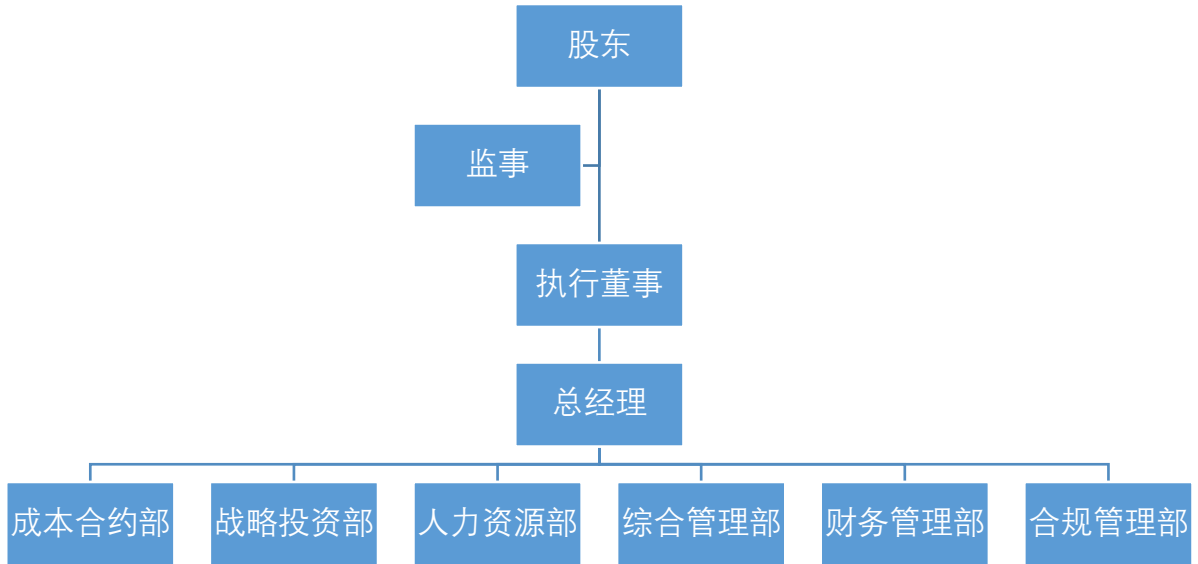 股东
监事
执行董事
总经理
成本合约部
战略投资部
人力资源部
综合管理部
财务管理部
合规管理部